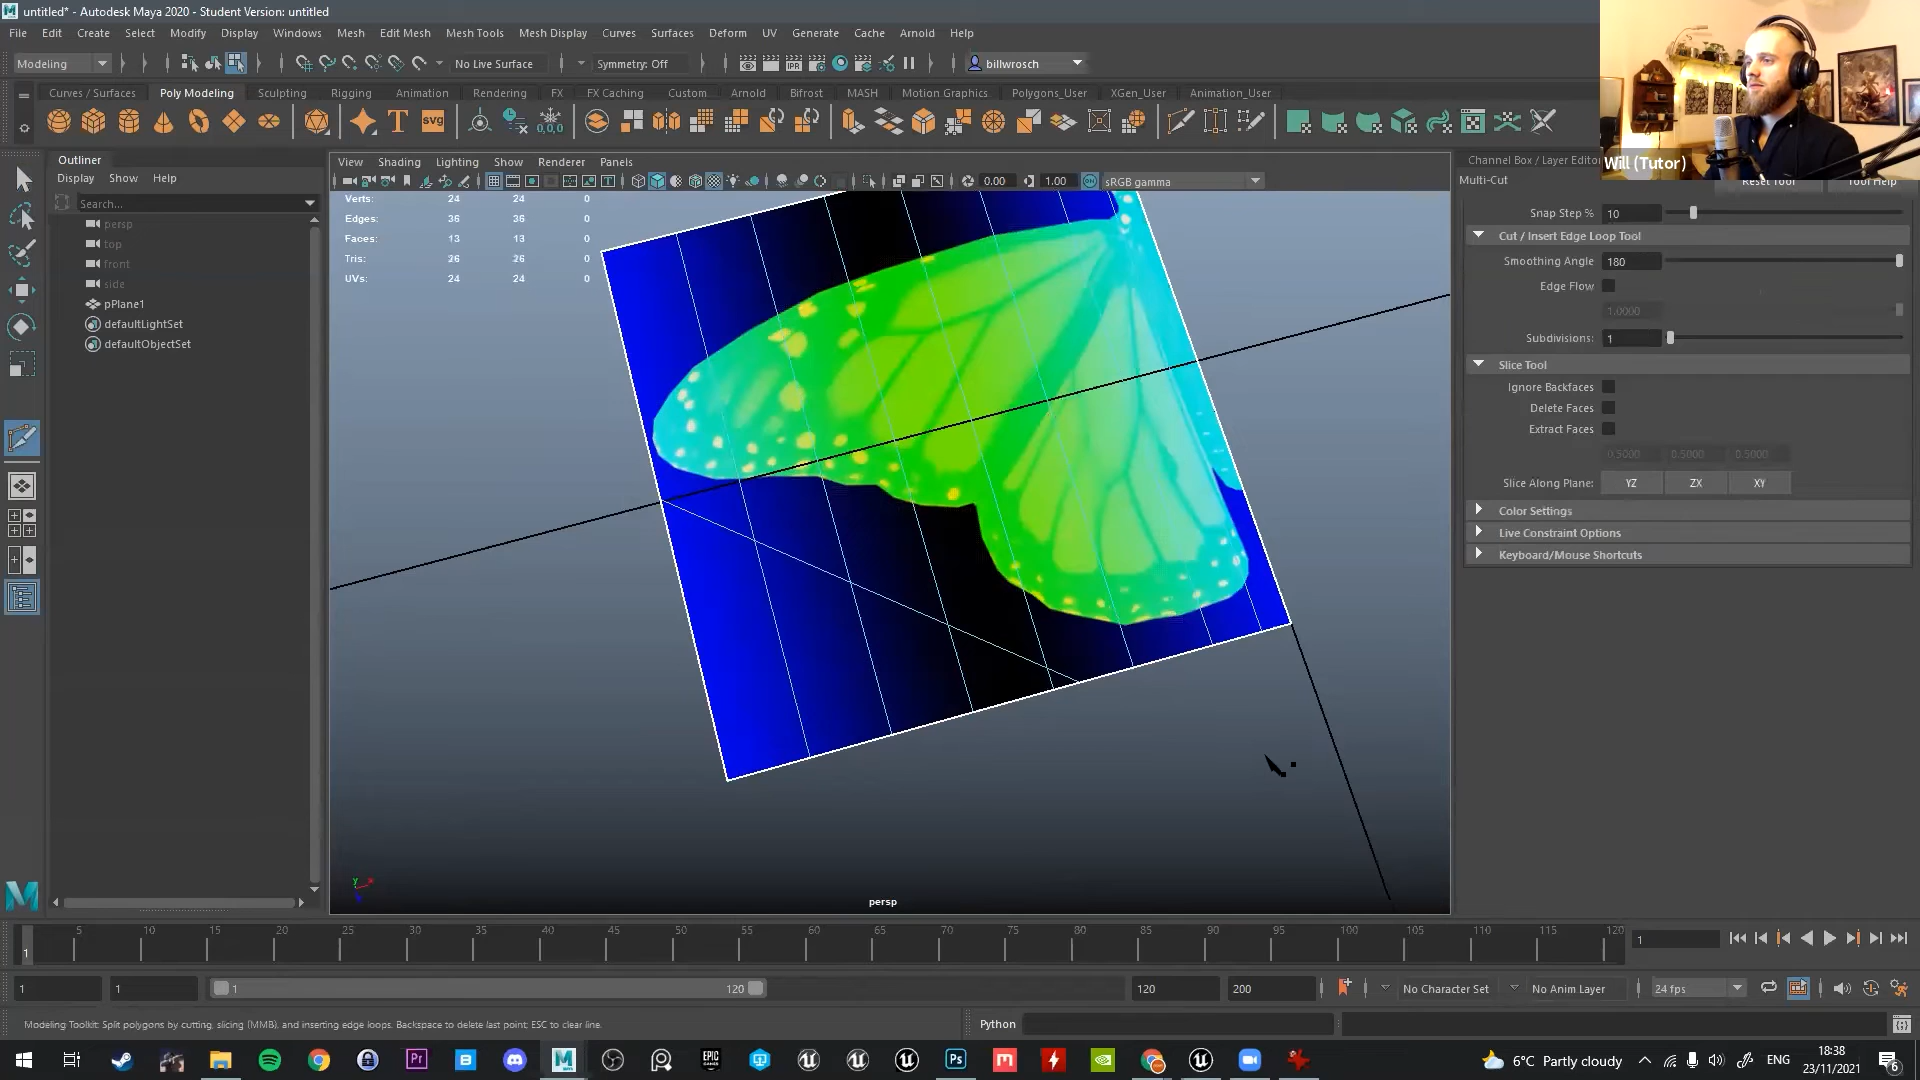 untitled* - Autodesk Maya 2020 - Student Version: untitled
File Edit Create Select Modify Display Windows Mesh Edit Mesh Mesh Tools Mesh Display Curves Surfaces Deform UV Generate Cache Arnold Help
Modeling No Live Surface Symmetry: Off billwrosch
Curves / Surfaces Poly Modeling Sculpting Rigging Animation Rendering FX FX Caching Custom Arnold Bifrost MASH Motion Graphics Polygons_User XGen_User Animation_User
Will (Tutor)
Outliner
Display Show Help
Search...
persp
top
front
side
pPlane1
defaultLightSet
defaultObjectSet
View Shading Lighting Show Renderer Panels
0.00 1.00 sRGB gamma
Verts: 24 24 0
Edges: 36 36 0
Faces: 13 13 0
Tris: 26 26 0
UVs: 24 24 0
persp
Channel Box / Layer Editor
Multi-Cut Reset Tool Tool Help
Snap Step % 10
Cut / Insert Edge Loop Tool
Smoothing Angle 180
Edge Flow
1.0000
Subdivisions: 1
Slice Tool
Ignore Backfaces
Delete Faces
Extract Faces
0.5000 0.5000 0.5000
Slice Along Plane: YZ ZX XY
Color Settings
Live Constraint Options
Keyboard/Mouse Shortcuts
5 10 15 20 25 30 35 40 45 50 55 60 65 70 75 80 85 90 95 100 105 110 115 120
1 1
1 1 1 120 120 200 No Character Set No Anim Layer 24 fps
Modeling Toolkit: Split polygons by cutting, slicing (MMB), and inserting edge loops. Backspace to delete last point; ESC to clear line.
Python
6°C Partly cloudy ENG 18:38
23/11/2021 6